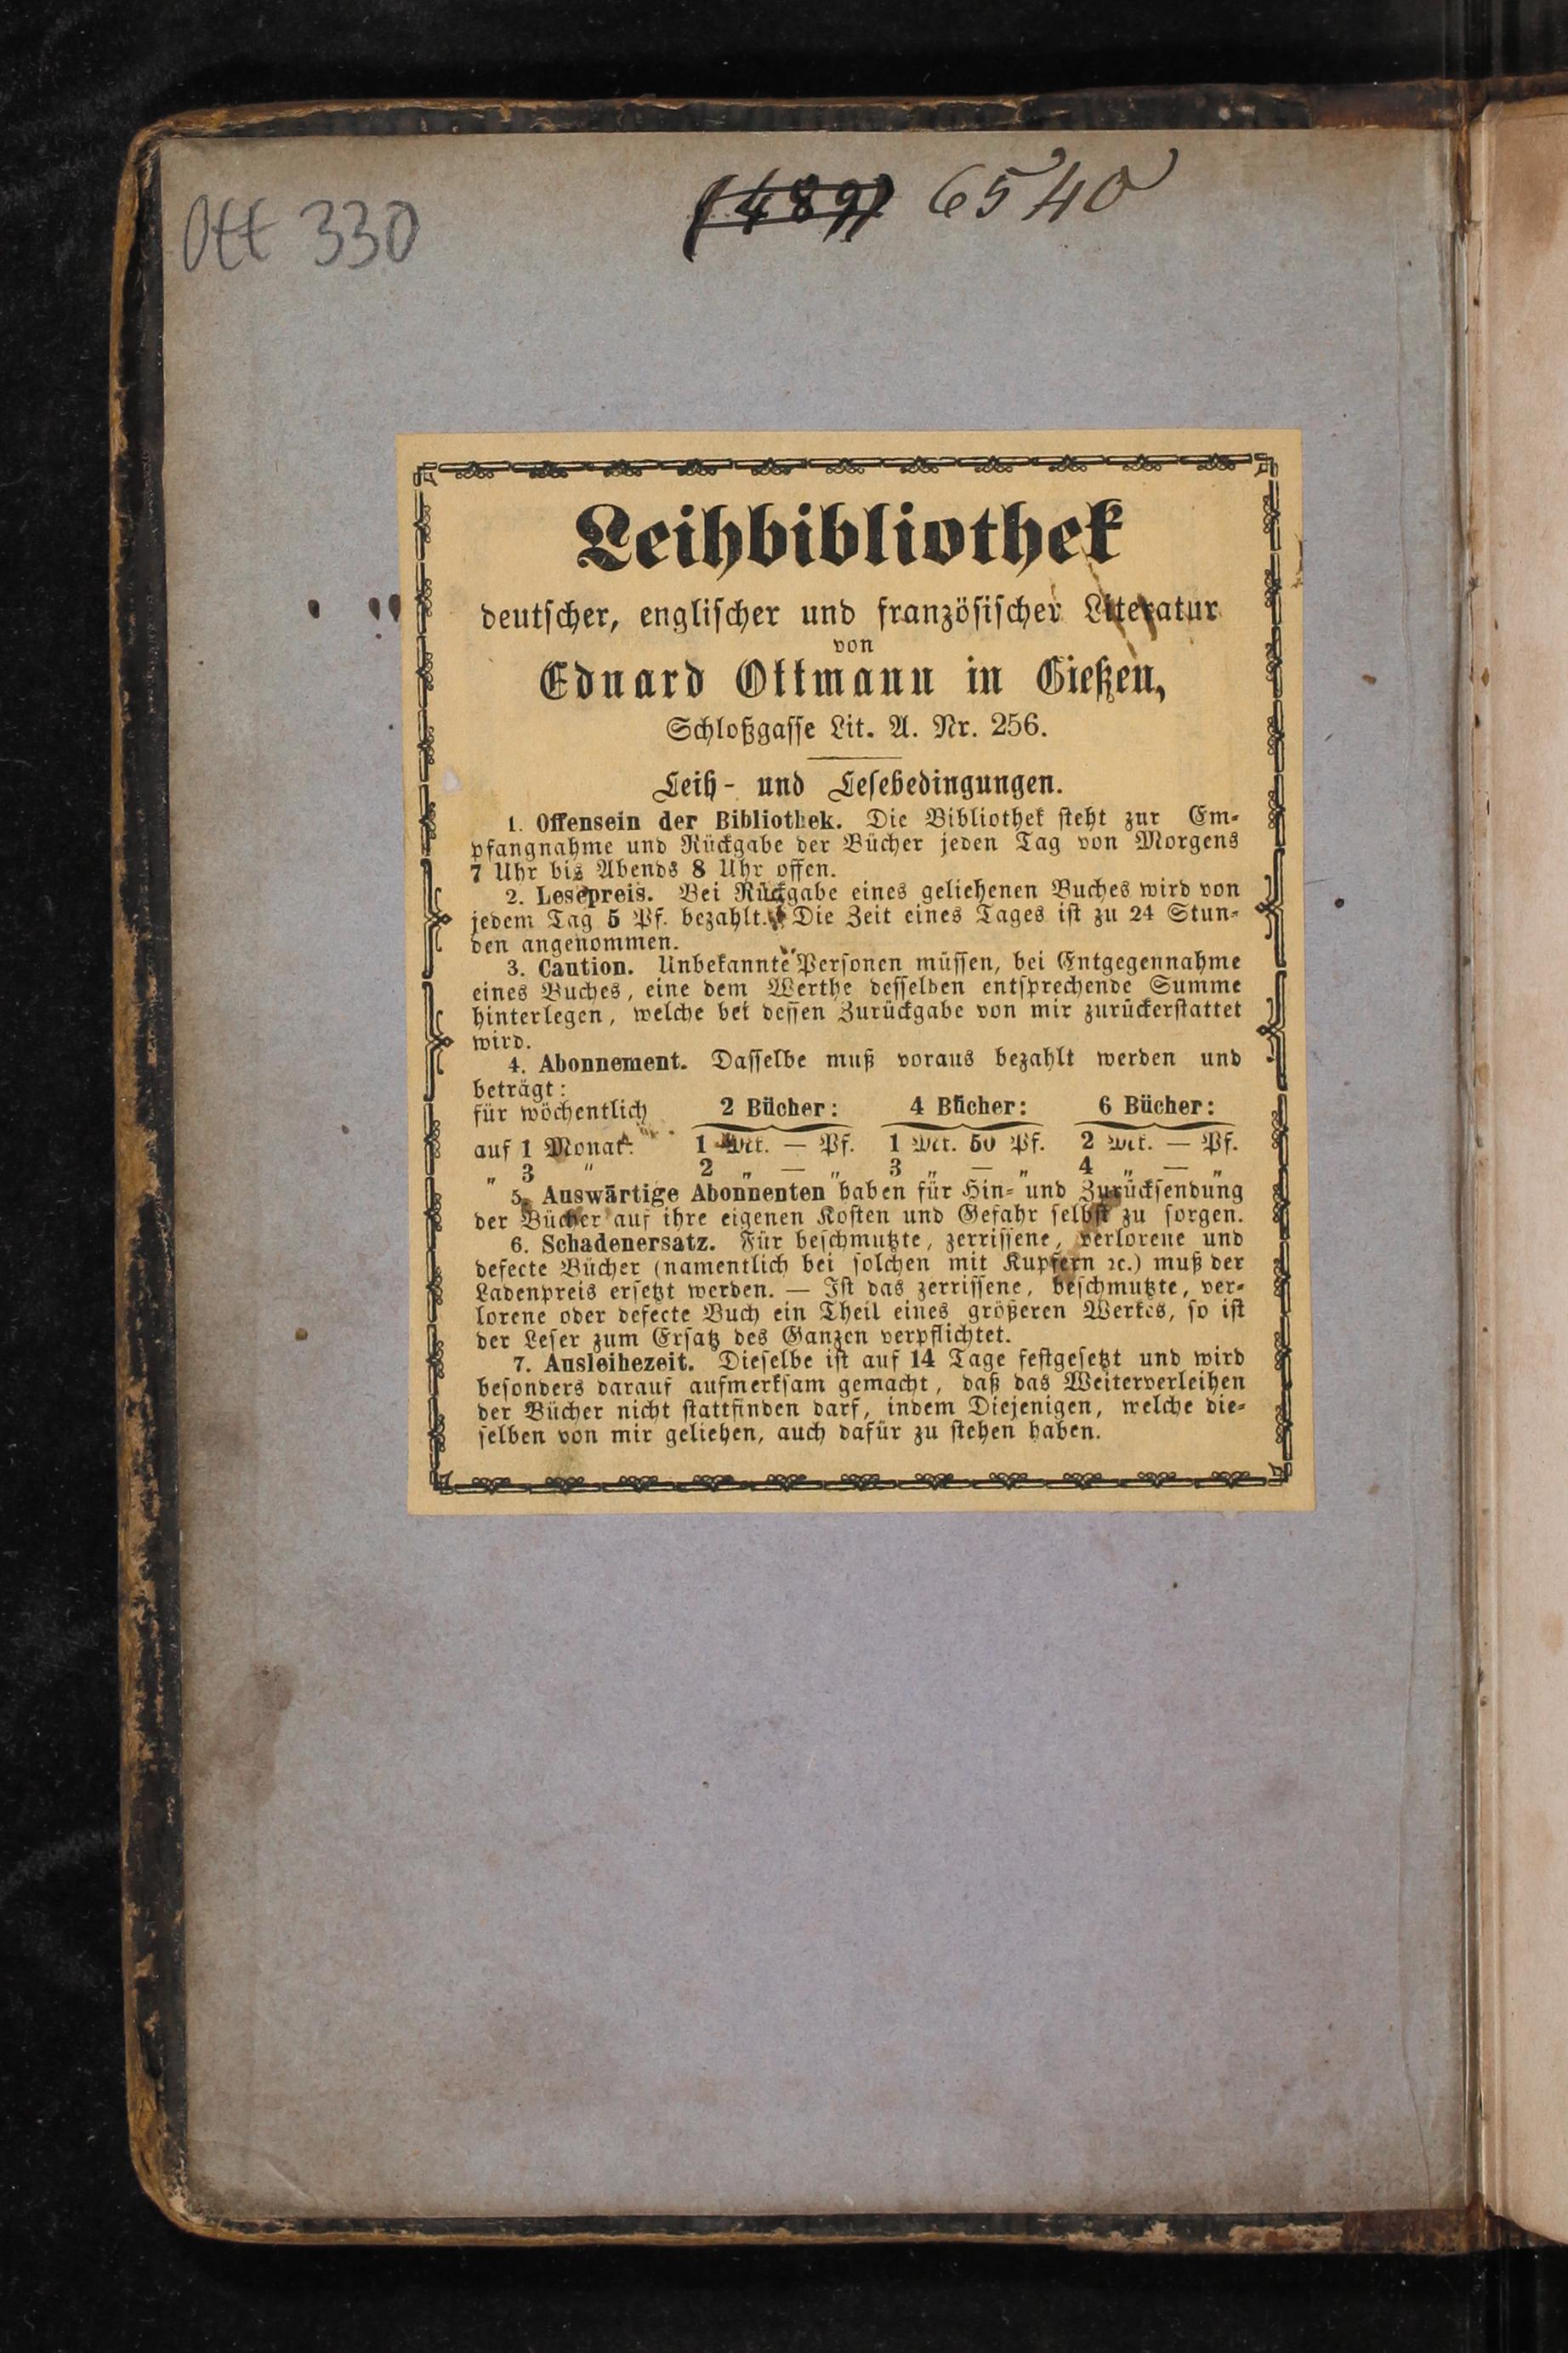 Ott 330
(489) 6540
Leihbibliothek
deutscher, englischer und französischer Literatur
von
Eduard Ottmann in Gießen,
Schloßgasse Lit. A. Nr. 256.
Leih- und Lesebedingungen.
1. Offensein der Bibliothek. Die Bibliothek steht zur Em-
pfangnahme und Rückgabe der Bücher jeden Tag von Morgens
7 Uhr bis Abends 8 Uhr offen.
2. Lesepreis. Bei Rückgabe eines geliehenen Buches wird von
jedem Tag 5 Pf. bezahlt. Die Zeit eines Tages ist zu 24 Stun-
den angenommen.
3. Caution. Unbekannte Personen müssen, bei Entgegennahme
eines Buches, eine dem Werthe desselben entsprechende Summe
hinterlegen, welche bei dessen Zurückgabe von mir zurückerstattet
wird.
4. Abonnement. Dasselbe muß voraus bezahlt werden und
beträgt:
für wöchentlich 2 Bücher: 4 Bücher: 6 Bücher:
auf 1 Monat: 1 Mk. — Pf. 1 Mk. 50 Pf. 2 Mk. — Pf.
„ 3 „ 2 „ — „ 3 „ — „ 4 „ — „
5. Auswärtige Abonnenten haben für Hin- und Zurücksendung
der Bücher auf ihre eigenen Kosten und Gefahr selbst zu sorgen.
6. Schadenersatz. Für beschmutzte, zerrissene, verlorene und
defecte Bücher (namentlich bei solchen mit Kupfern ꝛc.) muß der
Ladenpreis ersetzt werden. — Ist das zerrissene, beschmutzte, ver-
lorene oder defecte Buch ein Theil eines größeren Werkes, so ist
der Leser zum Ersatz des Ganzen verpflichtet.
7. Ausleihezeit. Dieselbe ist auf 14 Tage festgesetzt und wird
besonders darauf aufmerksam gemacht, daß das Weiterverleihen
der Bücher nicht stattfinden darf, indem Diejenigen, welche die-
selben von mir geliehen, auch dafür zu stehen haben.